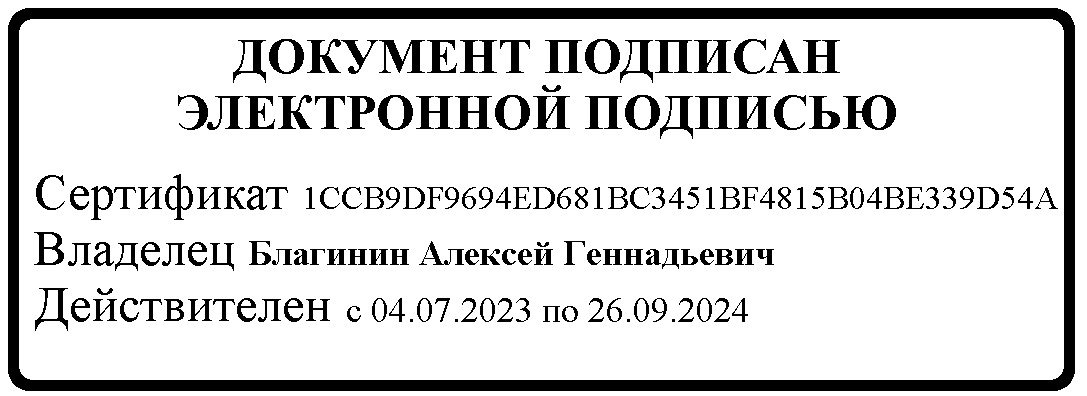 ДОКУМЕНТ ПОДПИСАН
ЭЛЕКТРОННОЙ ПОДПИСЬЮ
Сертификат 1CCB9DF9694ED681BC3451BF4815B04BE339D54A
Владелец Благинин Алексей Геннадьевич
Действителен с 04.07.2023 по 26.09.2024